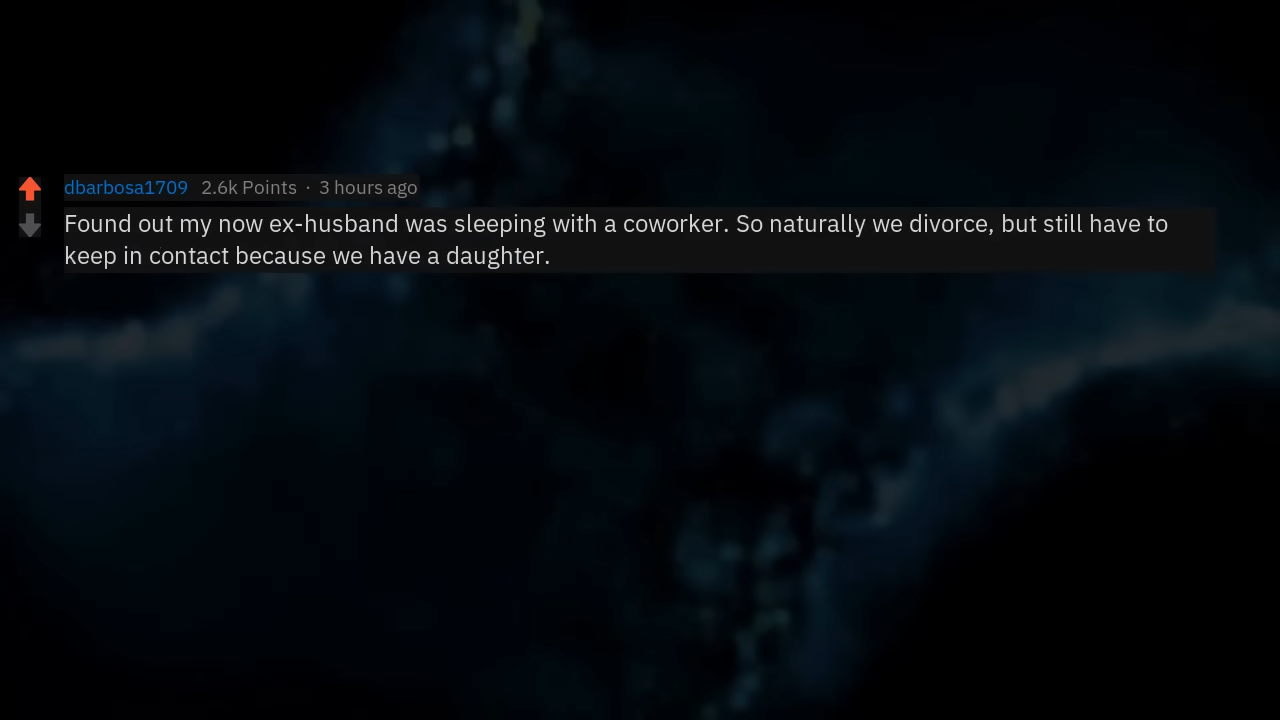 dbarbosa1709 2.6k Points · 3 hours ago
Found out my now ex-husband was sleeping with a coworker. So naturally we divorce, but still have to
keep in contact because we have a daughter.